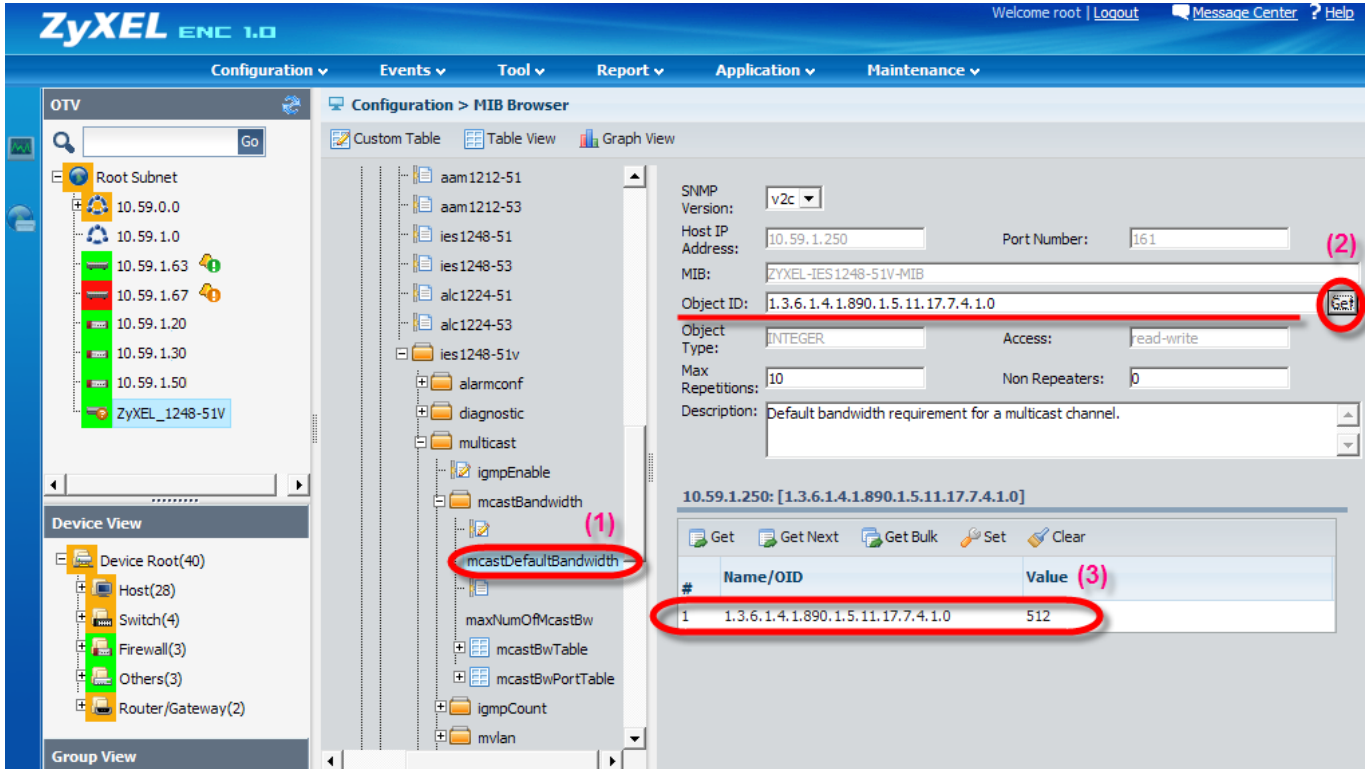 Welcome root | Logout Message Center ? Help
ZyXEL ENC 1.0
Configuration Events Tool Report Application Maintenance
OTV
Go
Root Subnet
10.59.0.0
10.59.1.0
10.59.1.63
10.59.1.67
10.59.1.20
10.59.1.30
10.59.1.50
ZyXEL_1248-51V
Device View
Device Root(40)
Host(28)
Switch(4)
Firewall(3)
Others(3)
Router/Gateway(2)
Group View
Configuration > MIB Browser
Custom Table Table View Graph View
aam1212-51
aam1212-53
ies1248-51
ies1248-53
alc1224-51
alc1224-53
ies1248-51v
alarmconf
diagnostic
multicast
igmpEnable
mcastBandwidth
(1)
mcastDefaultBandwidth
maxNumOfMcastBw
mcastBwTable
mcastBwPortTable
igmpCount
mvlan
SNMP Version: v2c
Host IP Address: 10.59.1.250 Port Number: 161
(2)
MIB: ZYXEL-IES1248-51V-MIB
Object ID: 1.3.6.1.4.1.890.1.5.11.17.7.4.1.0 Get
Object Type: INTEGER Access: read-write
Max Repetitions: 10 Non Repeaters: 0
Description: Default bandwidth requirement for a multicast channel.
10.59.1.250: [1.3.6.1.4.1.890.1.5.11.17.7.4.1.0]
Get Get Next Get Bulk Set Clear
# Name/OID Value (3)
1 1.3.6.1.4.1.890.1.5.11.17.7.4.1.0 512